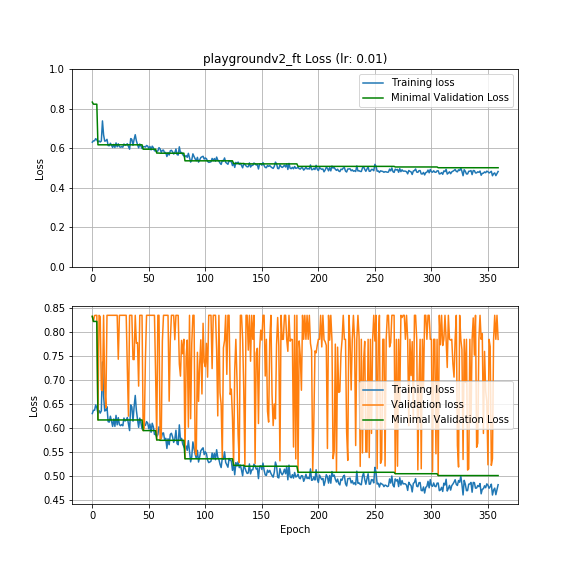 playgroundv2_ft Loss (lr: 0.01)
1.0
0.8
0.6
0.4
0.2
0.0
Loss
Training loss
Minimal Validation Loss
0 50 100 150 200 250 300 350
0.85
0.80
0.75
0.70
0.65
0.60
0.55
0.50
0.45
Loss
Training loss
Validation loss
Minimal Validation Loss
0 50 100 150 200 250 300 350
Epoch